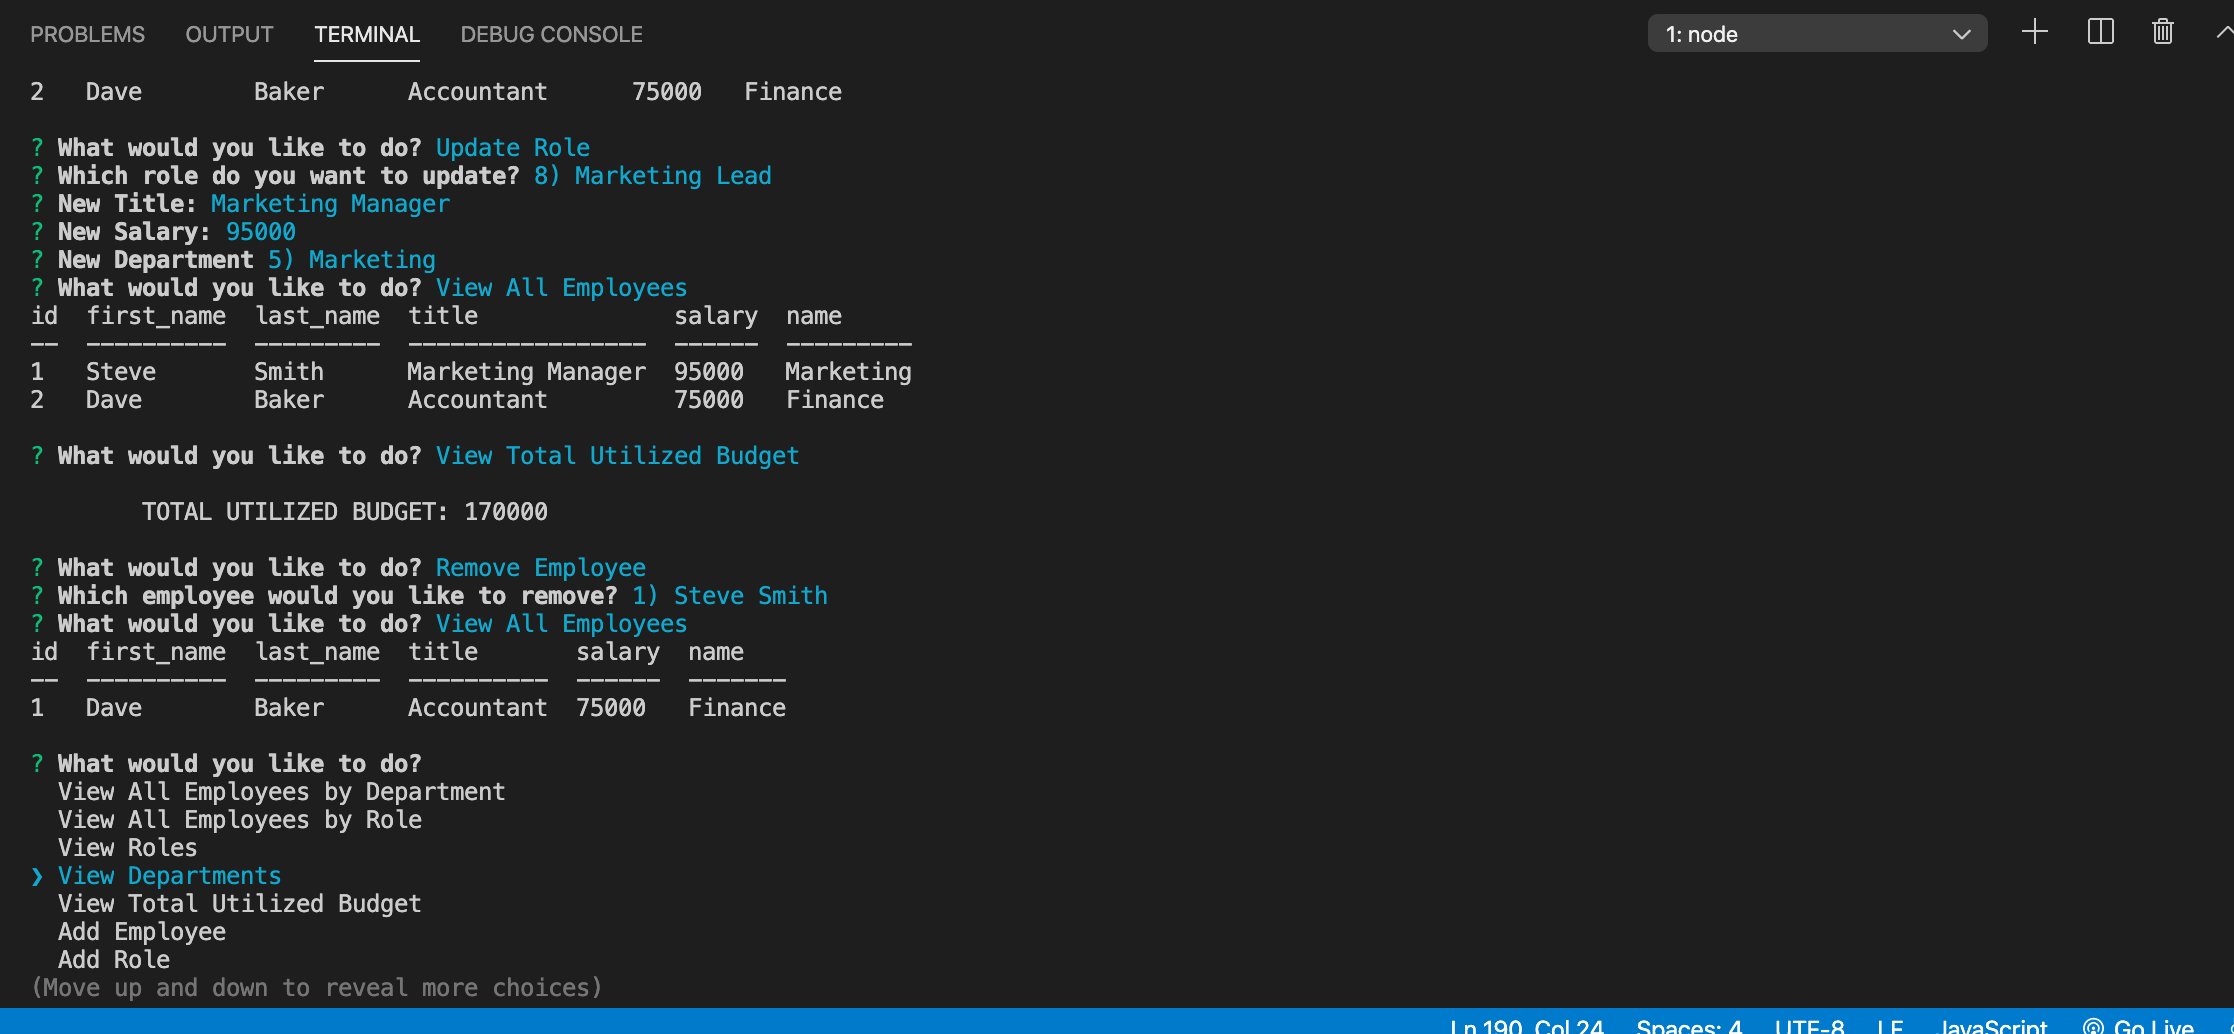 PROBLEMS OUTPUT TERMINAL DEBUG CONSOLE 1: node
2 Dave Baker Accountant 75000 Finance
? What would you like to do? Update Role
? Which role do you want to update? 8) Marketing Lead
? New Title: Marketing Manager
? New Salary: 95000
? New Department 5) Marketing
? What would you like to do? View All Employees
id first_name last_name title salary name
-- ---------- --------- ----------------- ------ ---------
1 Steve Smith Marketing Manager 95000 Marketing
2 Dave Baker Accountant 75000 Finance
? What would you like to do? View Total Utilized Budget
TOTAL UTILIZED BUDGET: 170000
? What would you like to do? Remove Employee
? Which employee would you like to remove? 1) Steve Smith
? What would you like to do? View All Employees
id first_name last_name title salary name
-- ---------- --------- ---------- ------ -------
1 Dave Baker Accountant 75000 Finance
? What would you like to do?
View All Employees by Department
View All Employees by Role
View Roles
❯ View Departments
View Total Utilized Budget
Add Employee
Add Role
(Move up and down to reveal more choices)
Ln 190, Col 24 Spaces: 4 UTF-8 LF JavaScript Go Live